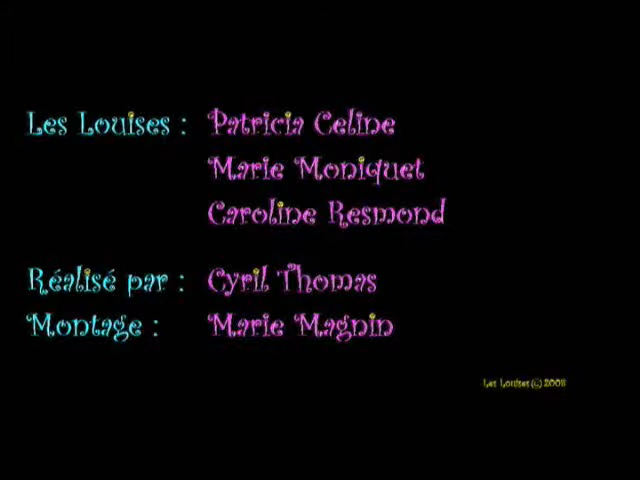 Les Louises : Patricia Celine
Marie Moniquet
Caroline Resmond
Réalisé par : Cyril Thomas
Montage : Marie Magnin
Les Louises (C) 2008